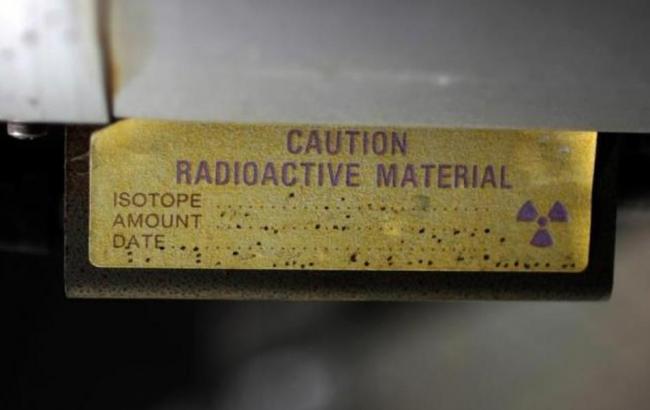 CAUTION
RADIOACTIVE MATERIAL
ISOTOPE
AMOUNT
DATE